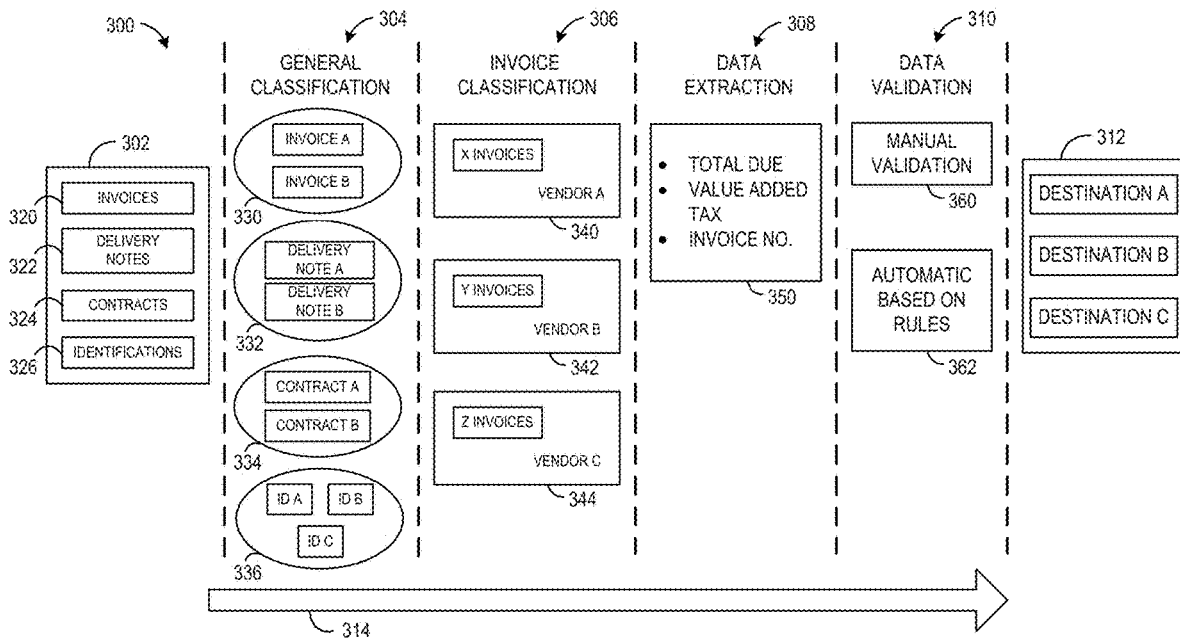 300
304
306
308
310
GENERAL
CLASSIFICATION
INVOICE
CLASSIFICATION
DATA
EXTRACTION
DATA
VALIDATION
302
INVOICES
320
DELIVERY
NOTES
322
CONTRACTS
324
IDENTIFICATIONS
326
INVOICE A
INVOICE B
330
DELIVERY
NOTE A
DELIVERY
NOTE B
332
CONTRACT A
CONTRACT B
334
ID A
ID B
ID C
336
X INVOICES
VENDOR A
340
Y INVOICES
VENDOR B
342
Z INVOICES
VENDOR C
344
• TOTAL DUE
• VALUE ADDED
TAX
• INVOICE NO.
350
MANUAL
VALIDATION
360
AUTOMATIC
BASED ON
RULES
362
312
DESTINATION A
DESTINATION B
DESTINATION C
314